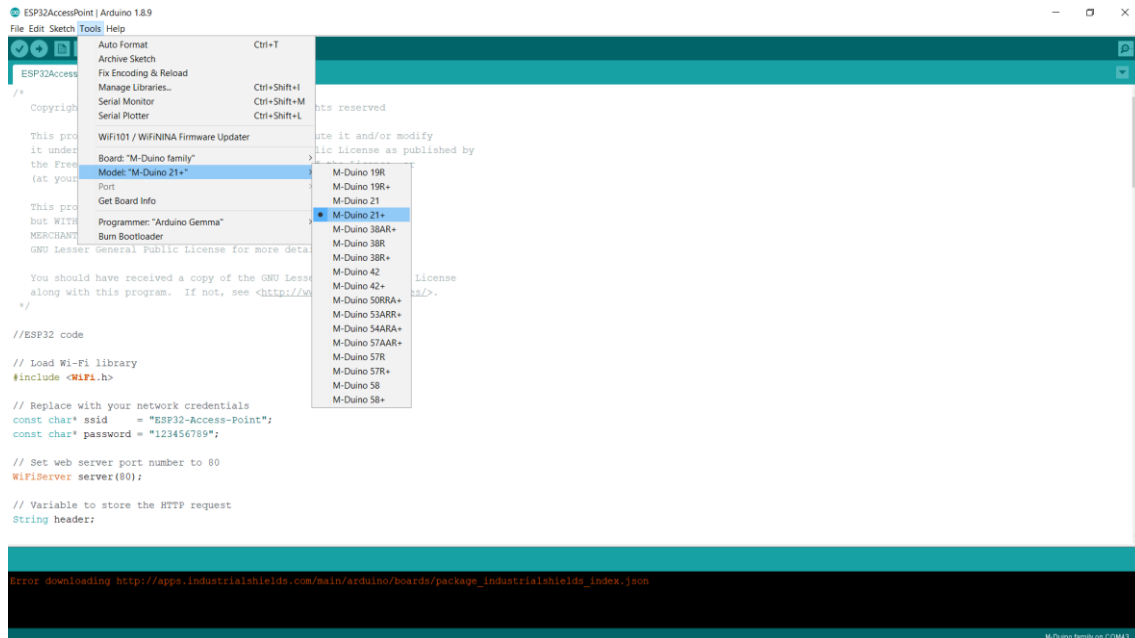 ESP32AccessPoint | Arduino 1.8.9
File Edit Sketch Tools Help
Auto Format Ctrl+T
Archive Sketch
Fix Encoding & Reload
Manage Libraries... Ctrl+Shift+I
Serial Monitor Ctrl+Shift+M
Serial Plotter Ctrl+Shift+L
WiFi101 / WiFiNINA Firmware Updater
Board: "M-Duino family"
Model: "M-Duino 21+"
Port
Get Board Info
Programmer: "Arduino Gemma"
Burn Bootloader
M-Duino 19R
M-Duino 19R+
M-Duino 21
M-Duino 21+
M-Duino 38AR+
M-Duino 38R
M-Duino 38R+
M-Duino 42
M-Duino 42+
M-Duino 50RRA+
M-Duino 53ARR+
M-Duino 54ARA+
M-Duino 57AAR+
M-Duino 57R
M-Duino 57R+
M-Duino 58
M-Duino 58+
ESP32Access
/*
Copyrigh hts reserved
This pro ute it and/or modify
it under lic License as published by
the Free
(at your
This pro
but WITH
MERCHANT
GNU Lesser General Public License for more detai
You should have received a copy of the GNU Lesse License
along with this program. If not, see <http://ww es/>.
*/
//ESP32 code
// Load Wi-Fi library
#include <WiFi.h>
// Replace with your network credentials
const char* ssid = "ESP32-Access-Point";
const char* password = "123456789";
// Set web server port number to 80
WiFiServer server(80);
// Variable to store the HTTP request
String header;
Error downloading http://apps.industrialshields.com/main/arduino/boards/package_industrialshields_index.json
M-Duino family on COM43